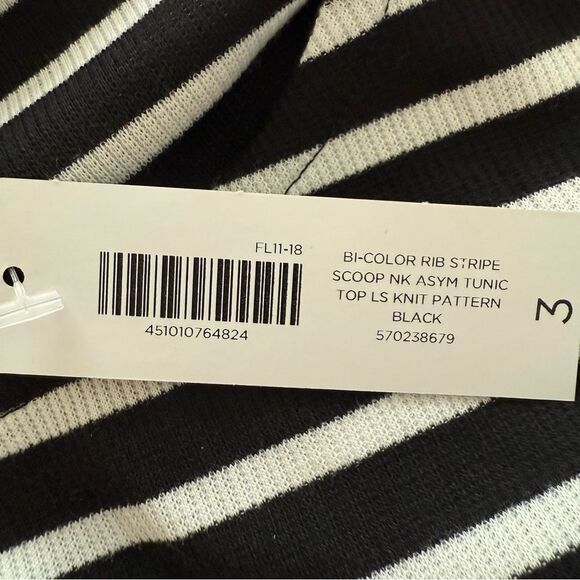 FL11-18
451010764824
BI-COLOR RIB STRIPE
SCOOP NK ASYM TUNIC
TOP LS KNIT PATTERN
BLACK
570238679
3